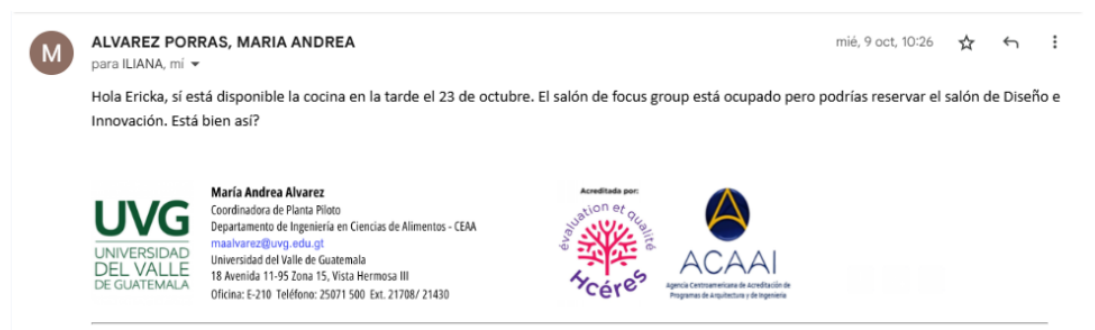 M
ALVAREZ PORRAS, MARIA ANDREA
mié, 9 oct, 10:26
para ILIANA, mí
Hola Ericka, sí está disponible la cocina en la tarde el 23 de octubre. El salón de focus group está ocupado pero podrías reservar el salón de Diseño e
Innovación. Está bien así?
UVG
UNIVERSIDAD
DEL VALLE
DE GUATEMALA
María Andrea Alvarez
Coordinadora de Planta Piloto
Departamento de Ingeniería en Ciencias de Alimentos - CEAA
maalvarez@uvg.edu.gt
Universidad del Valle de Guatemala
18 Avenida 11-95 Zona 15, Vista Hermosa III
Oficina: E-210 Teléfono: 25071 500 Ext. 21708/ 21430
Acreditada por:
évaluation et qualité
Hcéres
ACAAI
Agencia Centroamericana de Acreditación de
Programas de Arquitectura y de Ingeniería